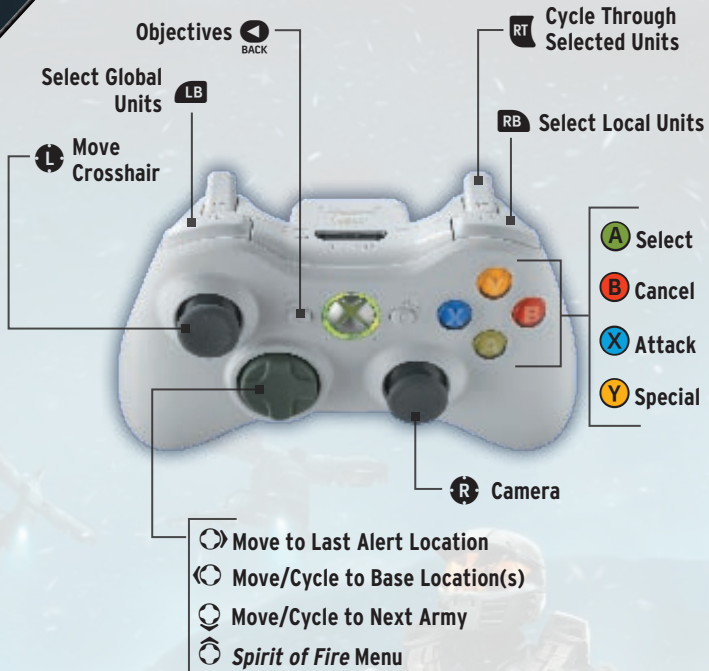 Objectives
BACK
RT
Cycle Through
Selected Units
Select Global
Units
LB
RB Select Local Units
L
Move
Crosshair
A Select
B Cancel
X Attack
Y Special
R Camera
Move to Last Alert Location
Move/Cycle to Base Location(s)
Move/Cycle to Next Army
Spirit of Fire Menu
Y
X
B
A